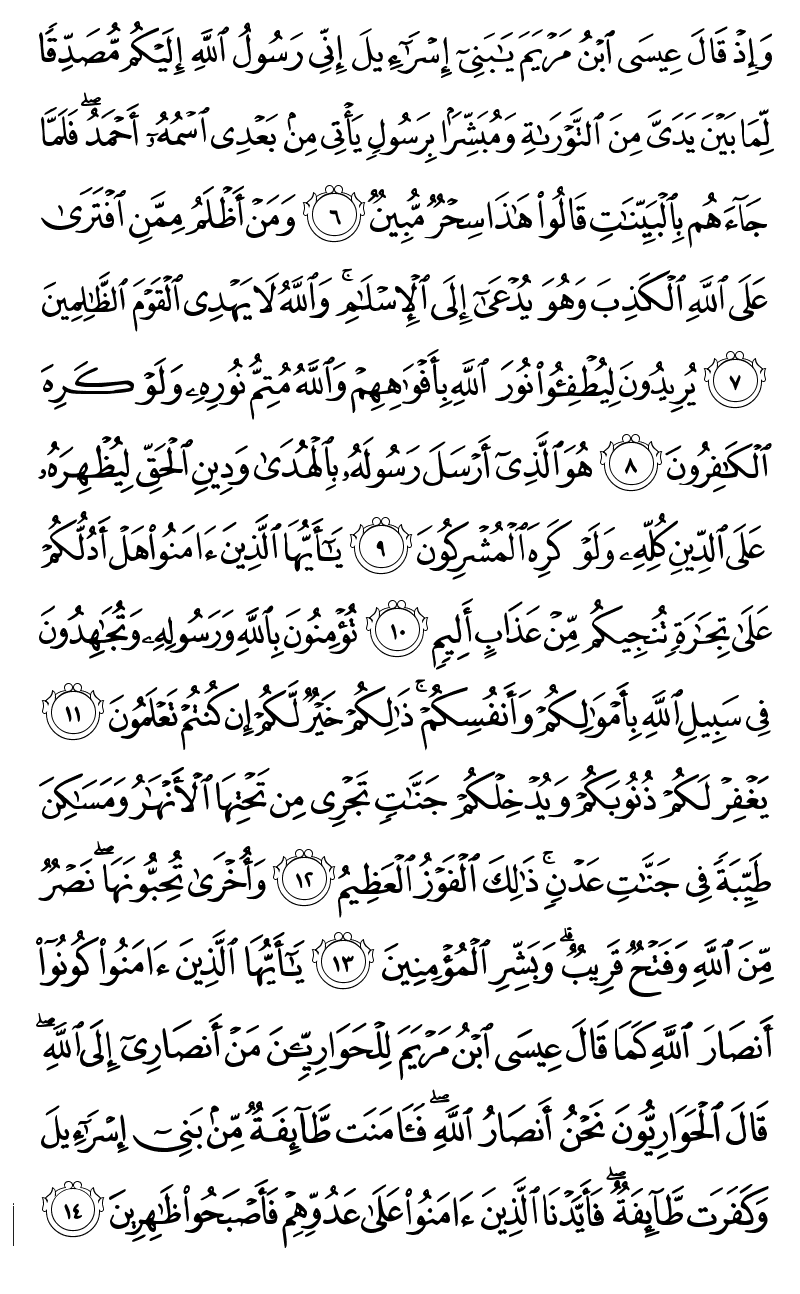 وَإِذْ قَالَ عِيسَى ٱبْنُ مَرْيَمَ يَـٰبَنِىٓ إِسْرَٰٓءِيلَ إِنِّى رَسُولُ ٱللَّهِ إِلَيْكُم مُّصَدِّقًا
لِّمَا بَيْنَ يَدَىَّ مِنَ ٱلتَّوْرَىٰةِ وَمُبَشِّرًۢا بِرَسُولٍ يَأْتِى مِنۢ بَعْدِى ٱسْمُهُۥٓ أَحْمَدُ ۖ فَلَمَّا
جَآءَهُم بِٱلْبَيِّنَـٰتِ قَالُوا۟ هَـٰذَا سِحْرٌ مُّبِينٌ ٦ وَمَنْ أَظْلَمُ مِمَّنِ ٱفْتَرَىٰ
عَلَى ٱللَّهِ ٱلْكَذِبَ وَهُوَ يُدْعَىٰٓ إِلَى ٱلْإِسْلَـٰمِ ۚ وَٱللَّهُ لَا يَهْدِى ٱلْقَوْمَ ٱلظَّـٰلِمِينَ
٧ يُرِيدُونَ لِيُطْفِـُٔوا۟ نُورَ ٱللَّهِ بِأَفْوَٰهِهِمْ وَٱللَّهُ مُتِمُّ نُورِهِۦ وَلَوْ كَرِهَ
ٱلْكَـٰفِرُونَ ٨ هُوَ ٱلَّذِىٓ أَرْسَلَ رَسُولَهُۥ بِٱلْهُدَىٰ وَدِينِ ٱلْحَقِّ لِيُظْهِرَهُۥ
عَلَى ٱلدِّينِ كُلِّهِۦ وَلَوْ كَرِهَ ٱلْمُشْرِكُونَ ٩ يَـٰٓأَيُّهَا ٱلَّذِينَ ءَامَنُوا۟ هَلْ أَدُلُّكُمْ
عَلَىٰ تِجَـٰرَةٍ تُنجِيكُم مِّنْ عَذَابٍ أَلِيمٍ ١٠ تُؤْمِنُونَ بِٱللَّهِ وَرَسُولِهِۦ وَتُجَـٰهِدُونَ
فِى سَبِيلِ ٱللَّهِ بِأَمْوَٰلِكُمْ وَأَنفُسِكُمْ ۚ ذَٰلِكُمْ خَيْرٌ لَّكُمْ إِن كُنتُمْ تَعْلَمُونَ ١١
يَغْفِرْ لَكُمْ ذُنُوبَكُمْ وَيُدْخِلْكُمْ جَنَّـٰتٍ تَجْرِى مِن تَحْتِهَا ٱلْأَنْهَـٰرُ وَمَسَـٰكِنَ
طَيِّبَةً فِى جَنَّـٰتِ عَدْنٍ ۚ ذَٰلِكَ ٱلْفَوْزُ ٱلْعَظِيمُ ١٢ وَأُخْرَىٰ تُحِبُّونَهَا ۖ نَصْرٌ
مِّنَ ٱللَّهِ وَفَتْحٌ قَرِيبٌ ۗ وَبَشِّرِ ٱلْمُؤْمِنِينَ ١٣ يَـٰٓأَيُّهَا ٱلَّذِينَ ءَامَنُوا۟ كُونُوٓا۟
أَنصَارَ ٱللَّهِ كَمَا قَالَ عِيسَى ٱبْنُ مَرْيَمَ لِلْحَوَارِيِّـۧنَ مَنْ أَنصَارِىٓ إِلَى ٱللَّهِ ۖ
قَالَ ٱلْحَوَارِيُّونَ نَحْنُ أَنصَارُ ٱللَّهِ ۖ فَـَٔامَنَت طَّآئِفَةٌ مِّنۢ بَنِىٓ إِسْرَٰٓءِيلَ
وَكَفَرَت طَّآئِفَةٌ ۖ فَأَيَّدْنَا ٱلَّذِينَ ءَامَنُوا۟ عَلَىٰ عَدُوِّهِمْ فَأَصْبَحُوا۟ ظَـٰهِرِينَ ١٤